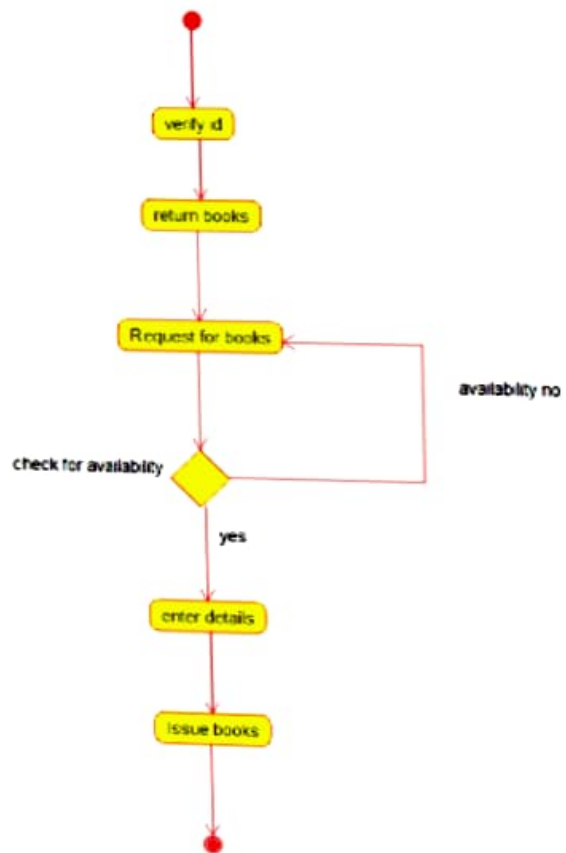 verify id
return books
Request for books
availability no
check for availability
yes
enter details
issue books